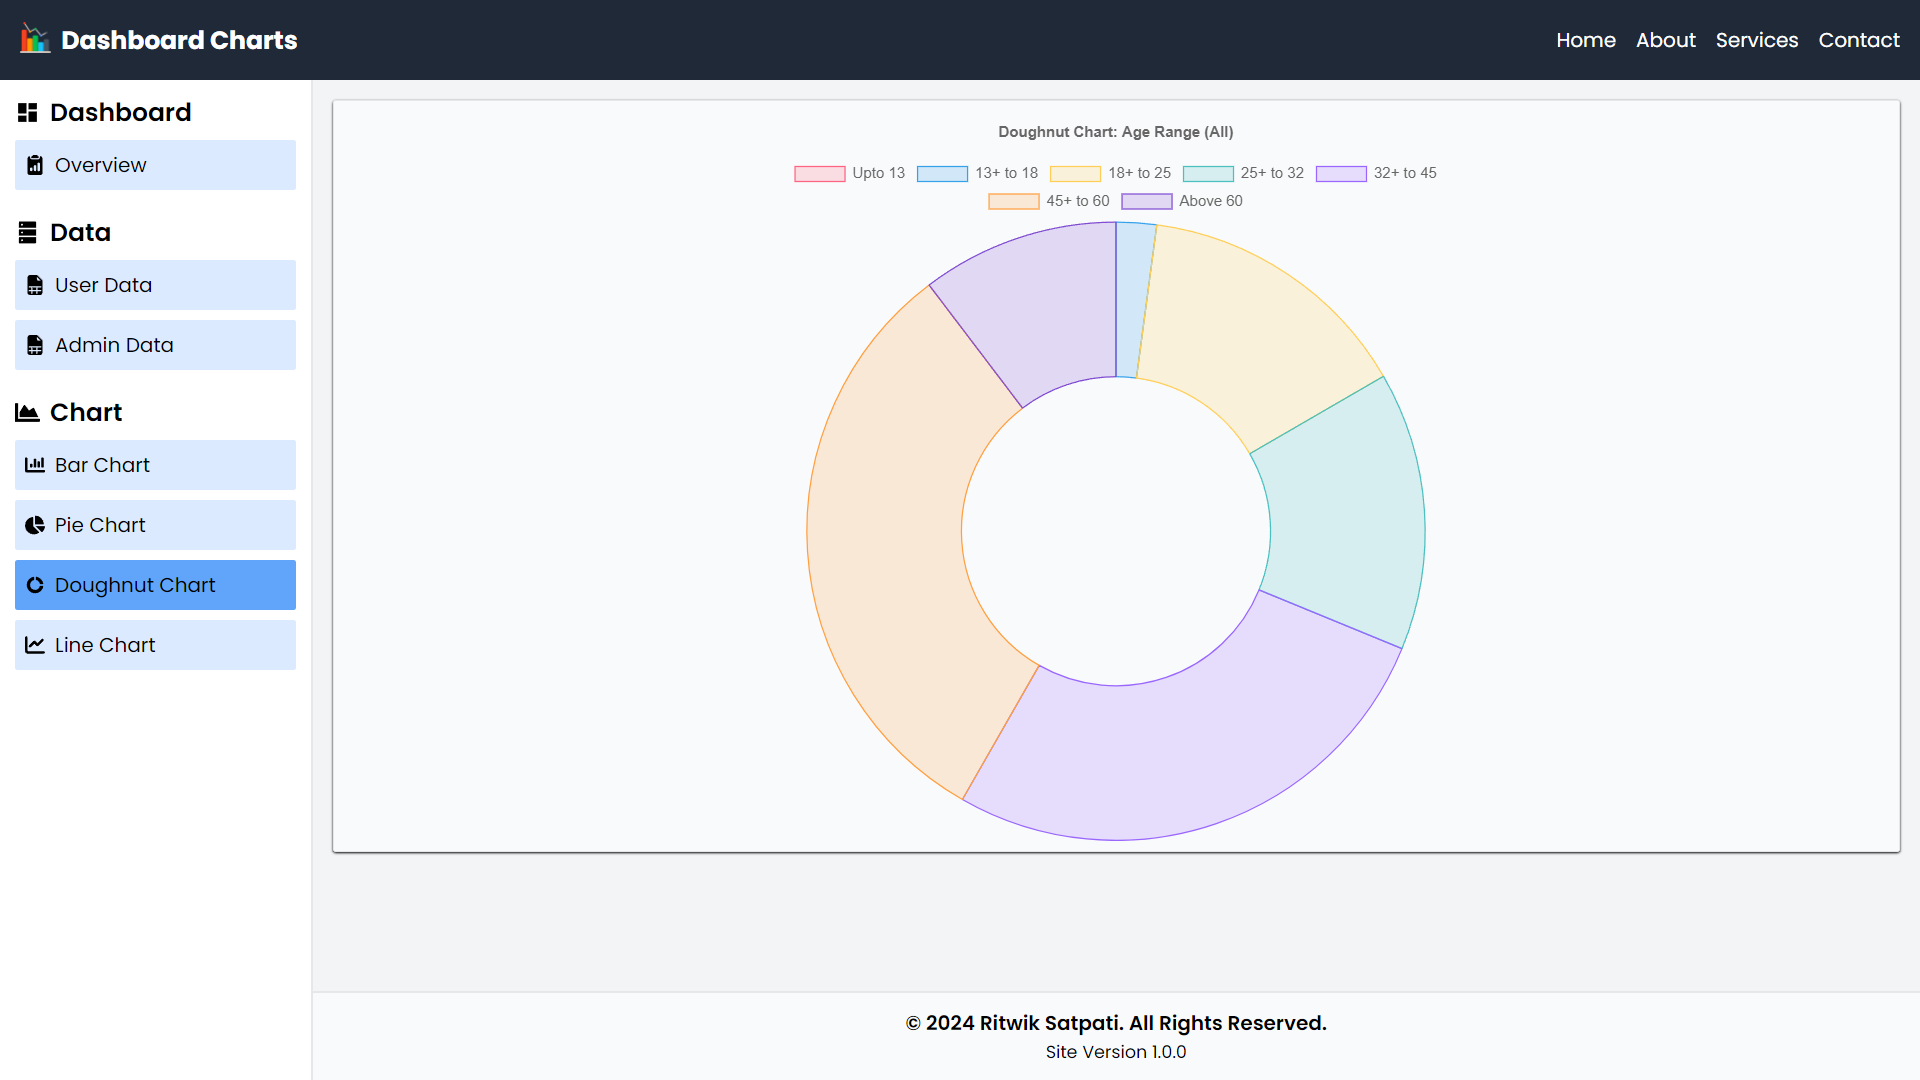 Dashboard Charts
Home About Services Contact
Dashboard
Overview
Data
User Data
Admin Data
Chart
Bar Chart
Pie Chart
Doughnut Chart
Line Chart
Doughnut Chart: Age Range (All)
Upto 13 13+ to 18 18+ to 25 25+ to 32 32+ to 45
45+ to 60 Above 60
© 2024 Ritwik Satpati. All Rights Reserved.
Site Version 1.0.0